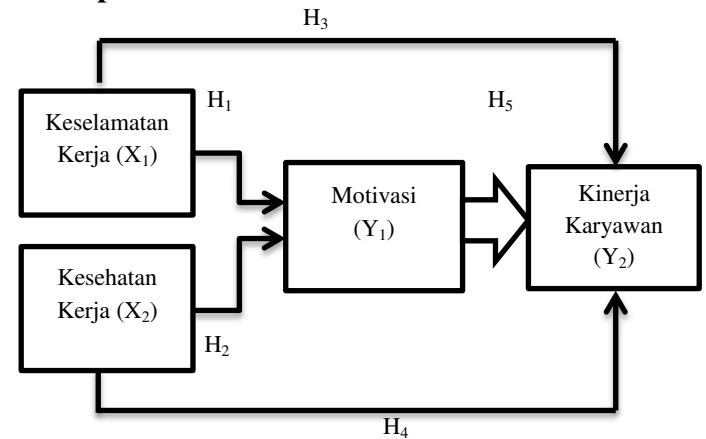 H₃
H₁
H₅
Keselamatan
Kerja (X₁)
Motivasi
(Y₁)
Kinerja
Karyawan
(Y₂)
Kesehatan
Kerja (X₂)
H₂
H₄